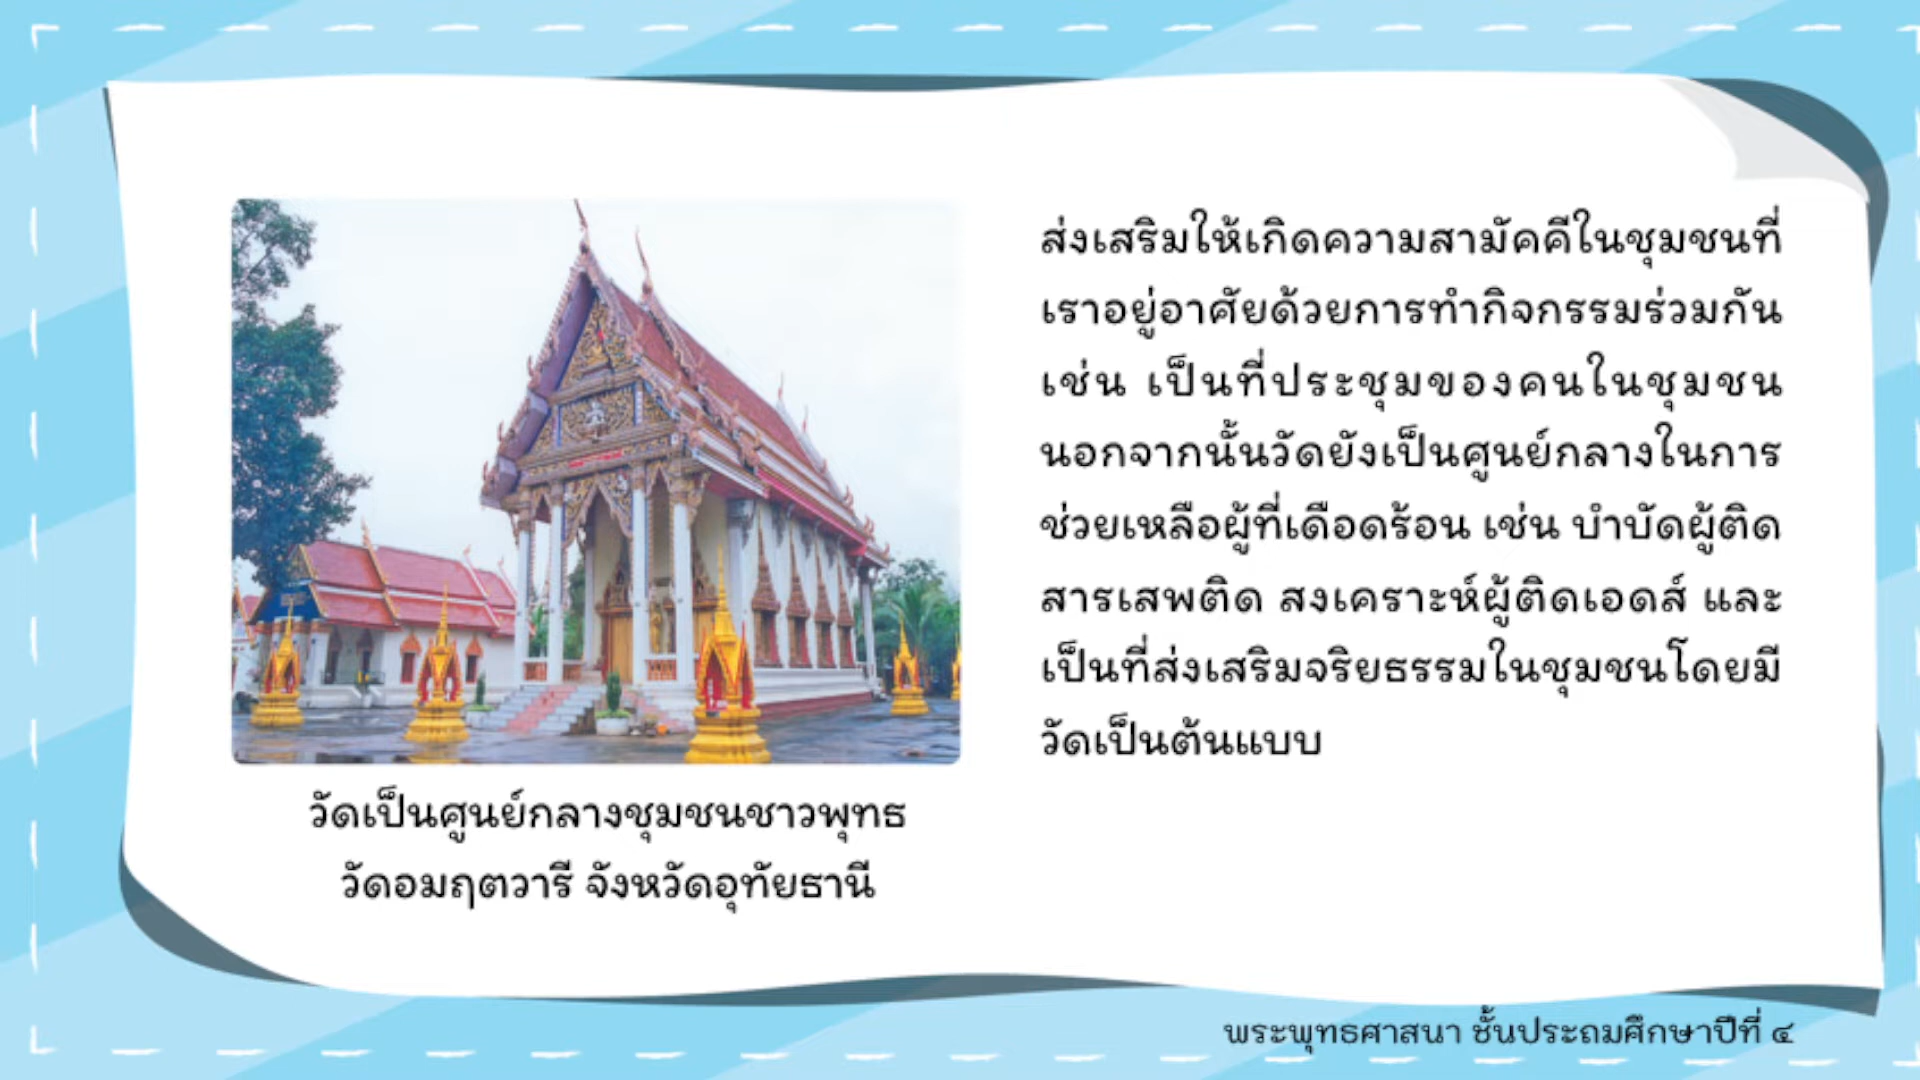 ส่งเสริมให้เกิดความสามัคคีในชุมชนที่
เราอยู่อาศัยด้วยการทำกิจกรรมร่วมกัน
เช่น เป็นที่ประชุมของคนในชุมชน
นอกจากนั้นวัดยังเป็นศูนย์กลางในการ
ช่วยเหลือผู้ที่เดือดร้อน เช่น บำบัดผู้ติด
สารเสพติด สงเคราะห์ผู้ติดเอดส์ และ
เป็นที่ส่งเสริมจริยธรรมในชุมชนโดยมี
วัดเป็นต้นแบบ
วัดเป็นศูนย์กลางชุมชนชาวพุทธ
วัดอมฤตวารี จังหวัดอุทัยธานี
พระพุทธศาสนา ชั้นประถมศึกษาปีที่ ๔